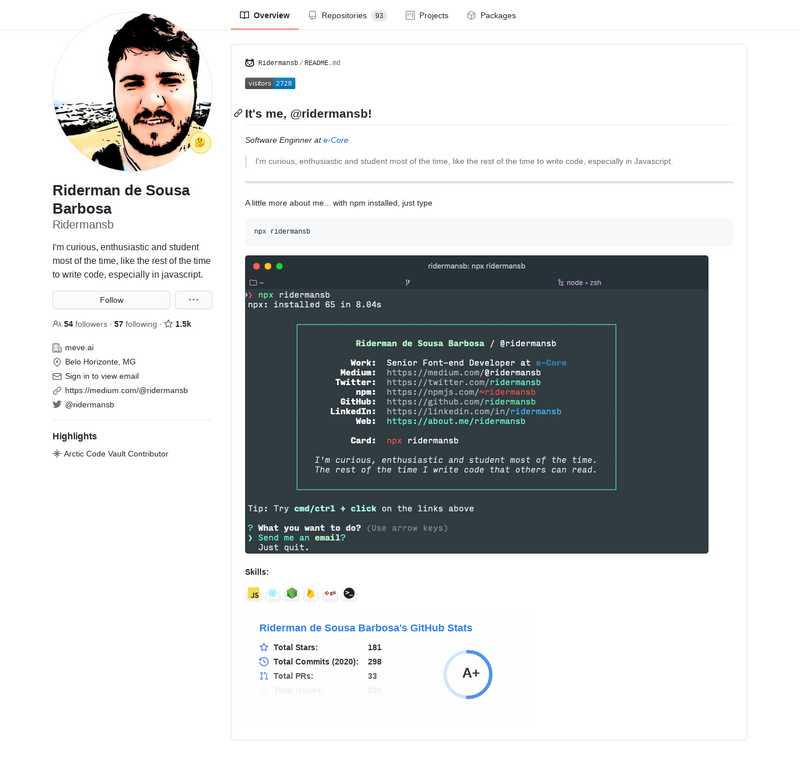 Overview
Repositories 93
Projects
Packages
Riderman de Sousa
Barbosa
Ridermansb
I'm curious, enthusiastic and student
most of the time, like the rest of the time
to write code, especially in javascript.
Follow
54 followers · 57 following · 1.5k
meve.ai
Belo Horizonte, MG
Sign in to view email
https://medium.com/@ridermansb
@ridermansb
Highlights
Arctic Code Vault Contributor
Ridermansb/README.md
visitors 2728
It's me, @ridermansb!
Software Enginner at e-Core
I'm curious, enthusiastic and student most of the time, like the rest of the time to write code, especially in Javascript.
A little more about me... with npm installed, just type
npx ridermansb
ridermansb: npx ridermansb
~
node • zsh
❯ npx ridermansb
npx: installed 65 in 8.04s
Riderman de Sousa Barbosa / @ridermansb
Work: Senior Font-end Developer at e-Core
Medium: https://medium.com/@ridermansb
Twitter: https://twitter.com/ridermansb
npm: https://npmjs.com/~ridermansb
GitHub: https://github.com/ridermansb
LinkedIn: https://linkedin.com/in/ridermansb
Web: https://about.me/ridermansb
Card: npx ridermansb
I'm curious, enthusiastic and student most of the time.
The rest of the time I write code that others can read.
Tip: Try cmd/ctrl + click on the links above
? What you want to do? (Use arrow keys)
❯ Send me an email?
Just quit.
Skills:
JS
git
Riderman de Sousa Barbosa's GitHub Stats
Total Stars: 181
Total Commits (2020): 298
Total PRs: 33
Total Issues:
A+